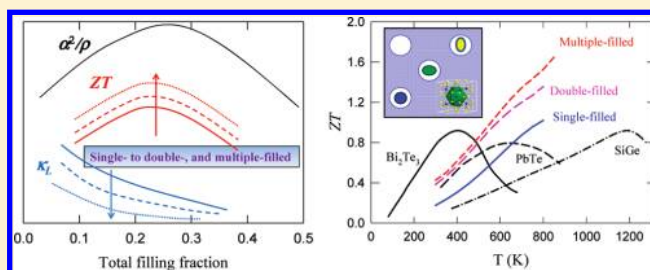 α²/ρ
ZT
Single- to double-, and multiple-filled
κL
0.0 0.1 0.2 0.3 0.4 0.5
Total filling fraction
ZT
2.0
1.6
1.2
0.8
0.4
0.0
Multiple-filled
Double-filled
Single-filled
Bi₂Te₃
PbTe
SiGe
200 400 600 800 1000 1200
T (K)